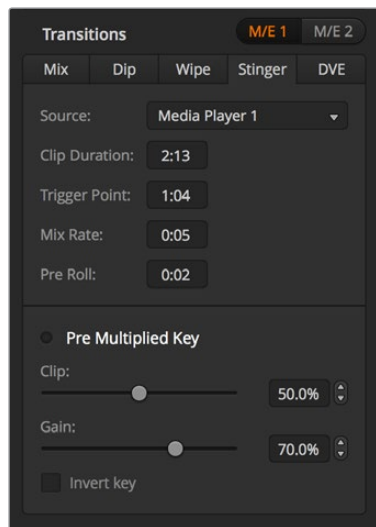 Transitions M/E 1 M/E 2
Mix Dip Wipe Stinger DVE
Source: Media Player 1
Clip Duration: 2:13
Trigger Point: 1:04
Mix Rate: 0:05
Pre Roll: 0:02
Pre Multiplied Key
Clip:
50.0%
Gain:
70.0%
Invert key